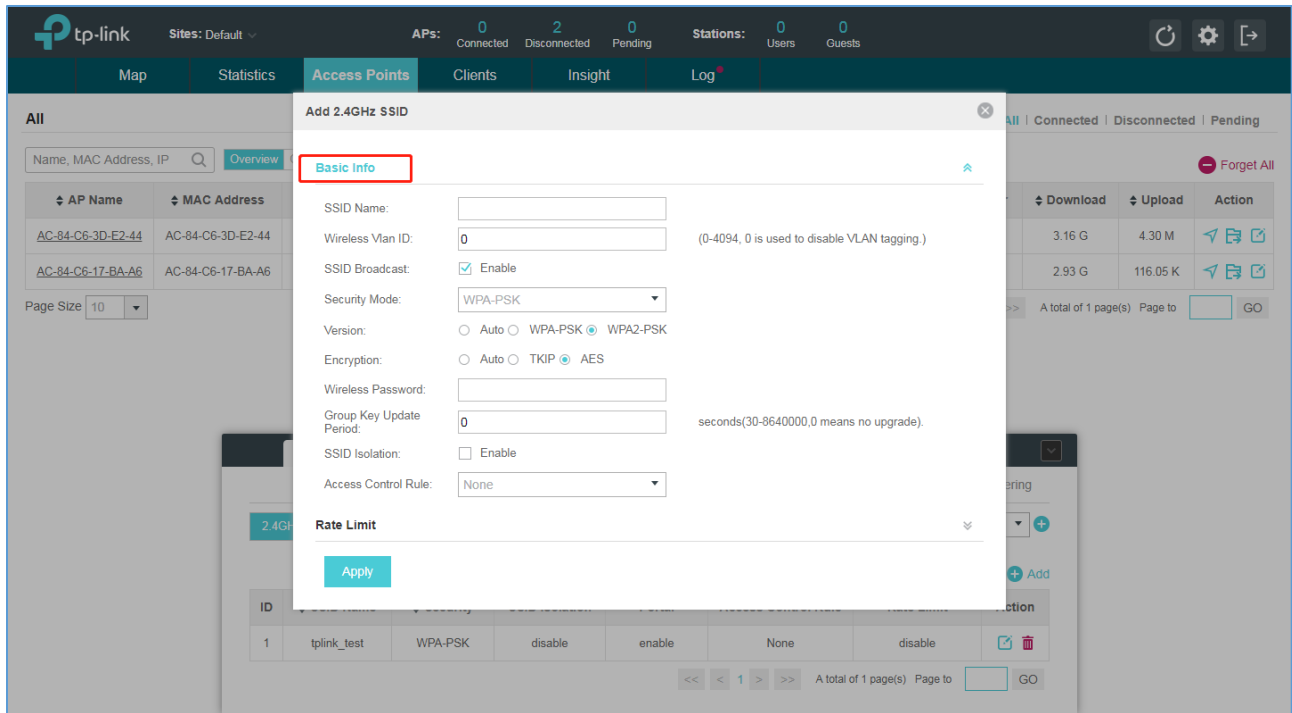 tp-link Sites: Default APs: 0 Connected 2 Disconnected 0 Pending Stations: 0 Users 0 Guests
Map Statistics Access Points Clients Insight Log
Add 2.4GHz SSID
All All | Connected | Disconnected | Pending
Name, MAC Address, IP Overview Forget All
Basic Info
AP Name MAC Address Download Upload Action
SSID Name:
AC-84-C6-3D-E2-44 AC-84-C6-3D-E2-44 3.16 G 4.30 M
Wireless Vlan ID: 0 (0-4094, 0 is used to disable VLAN tagging.)
AC-84-C6-17-BA-A6 AC-84-C6-17-BA-A6 2.93 G 116.05 K
SSID Broadcast: Enable
Security Mode: WPA-PSK
Page Size 10 >> A total of 1 page(s) Page to GO
Version: Auto WPA-PSK WPA2-PSK
Encryption: Auto TKIP AES
Wireless Password:
Group Key Update Period: 0 seconds(30-8640000,0 means no upgrade).
SSID Isolation: Enable
Access Control Rule: None
Rate Limit
Apply
Add
ID
1 tplink_test WPA-PSK disable enable None disable
<< < 1 > >> A total of 1 page(s) Page to GO